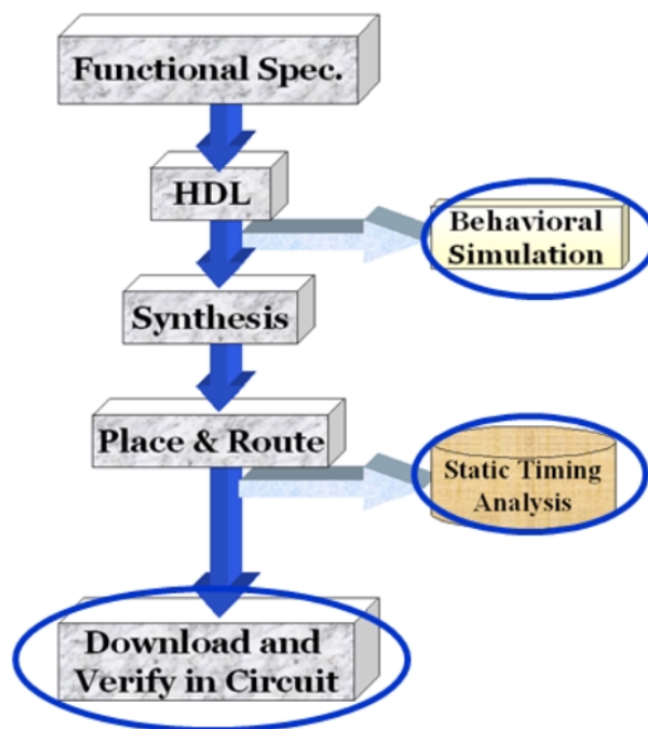 Functional Spec.
HDL
Behavioral
Simulation
Synthesis
Place & Route
Static Timing
Analysis
Download and
Verify in Circuit